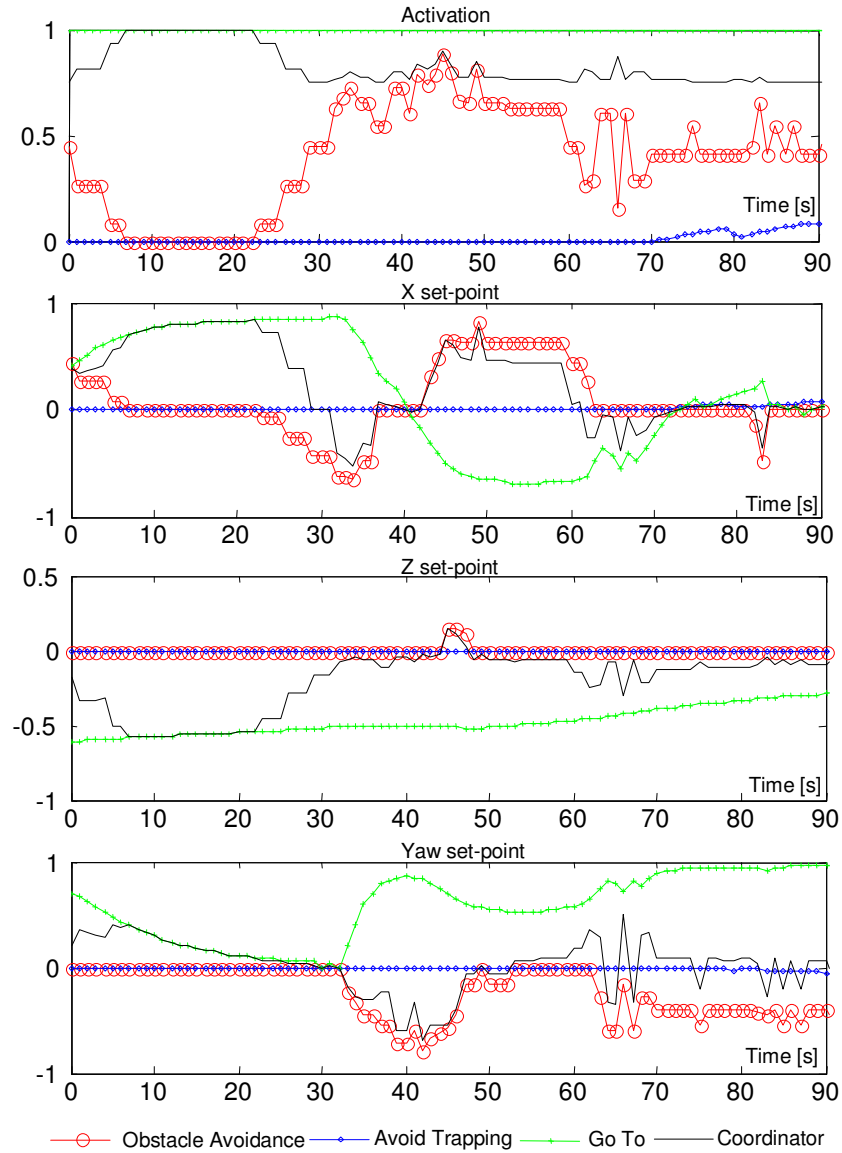 Activation
1
0.5
0
Time [s]
0 10 20 30 40 50 60 70 80 90
X set-point
1
0
-1
Time [s]
0 10 20 30 40 50 60 70 80 90
Z set-point
0.5
0
-0.5
-1
Time [s]
0 10 20 30 40 50 60 70 80 90
Yaw set-point
1
0
-1
Time [s]
0 10 20 30 40 50 60 70 80 90
Obstacle Avoidance Avoid Trapping Go To Coordinator